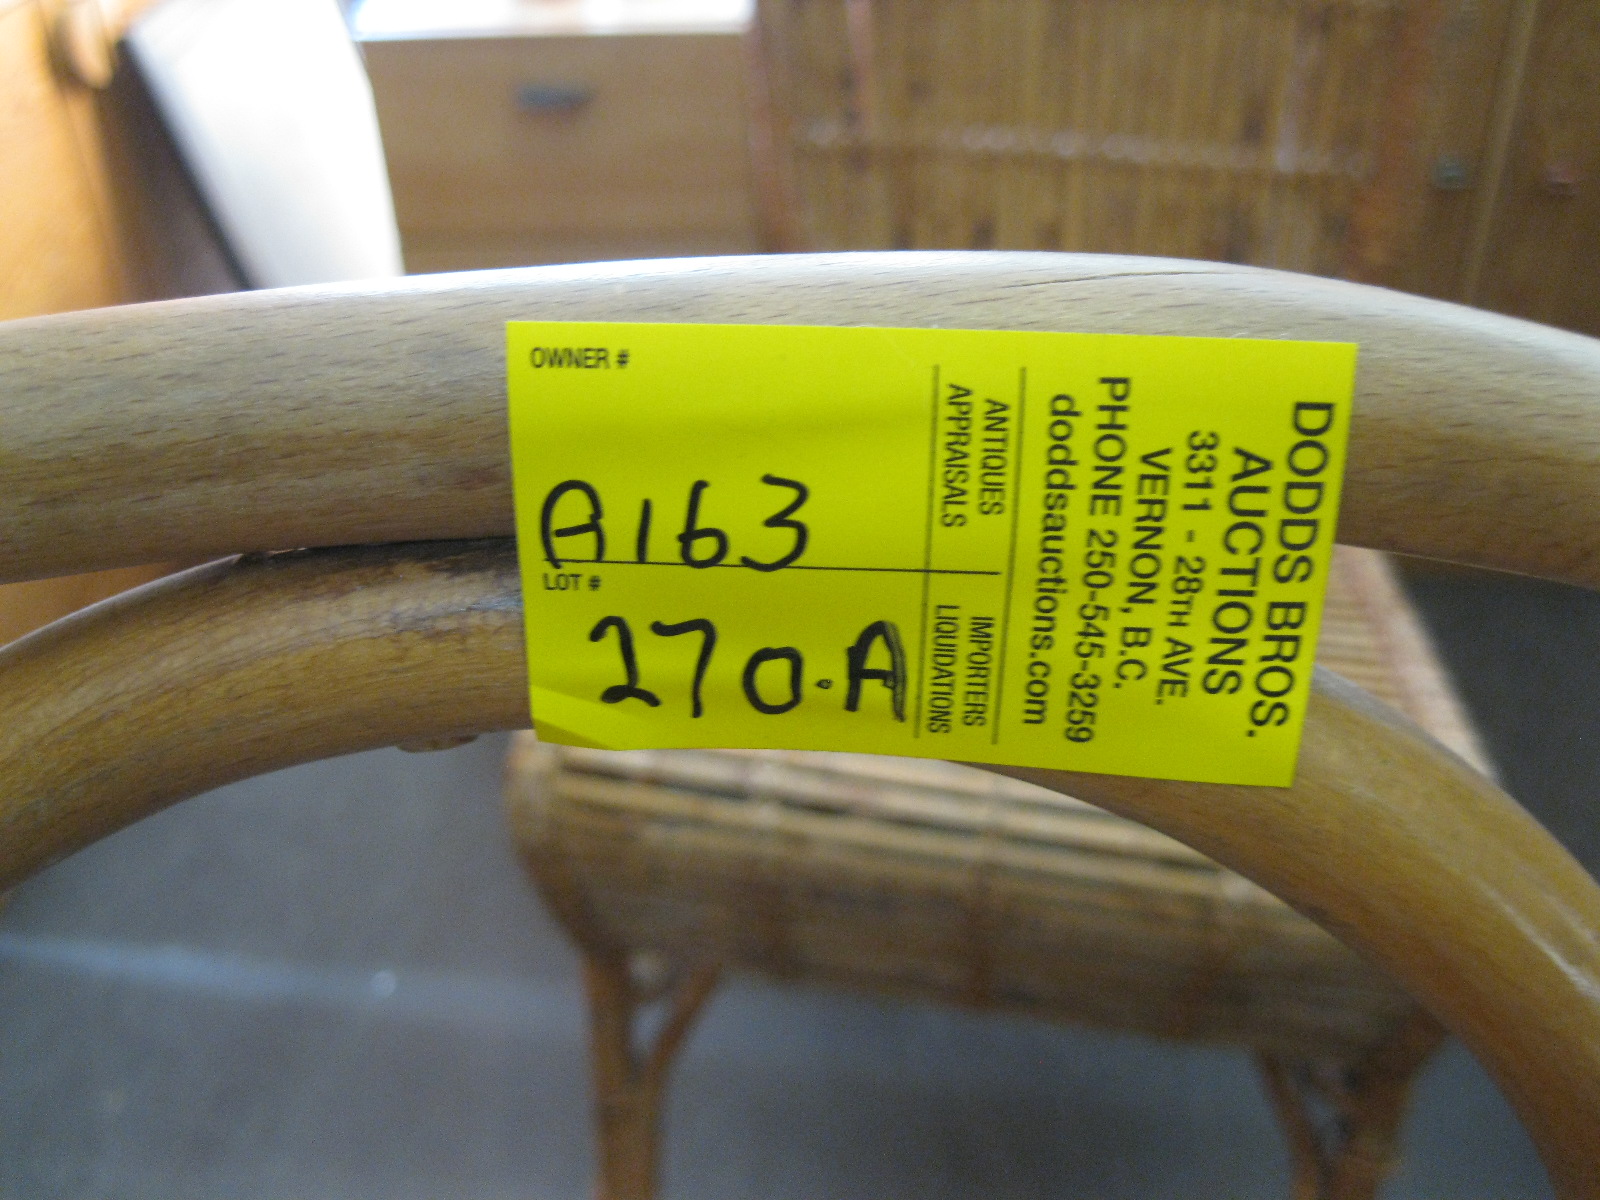 OWNER #
A163
LOT #
270.A
DODDS BROS.
AUCTIONS
3311 - 28TH AVE.
VERNON, B.C.
PHONE 250-545-3259
doddsauctions.com
ANTIQUES
APPRAISALS
IMPORTERS
LIQUIDATIONS